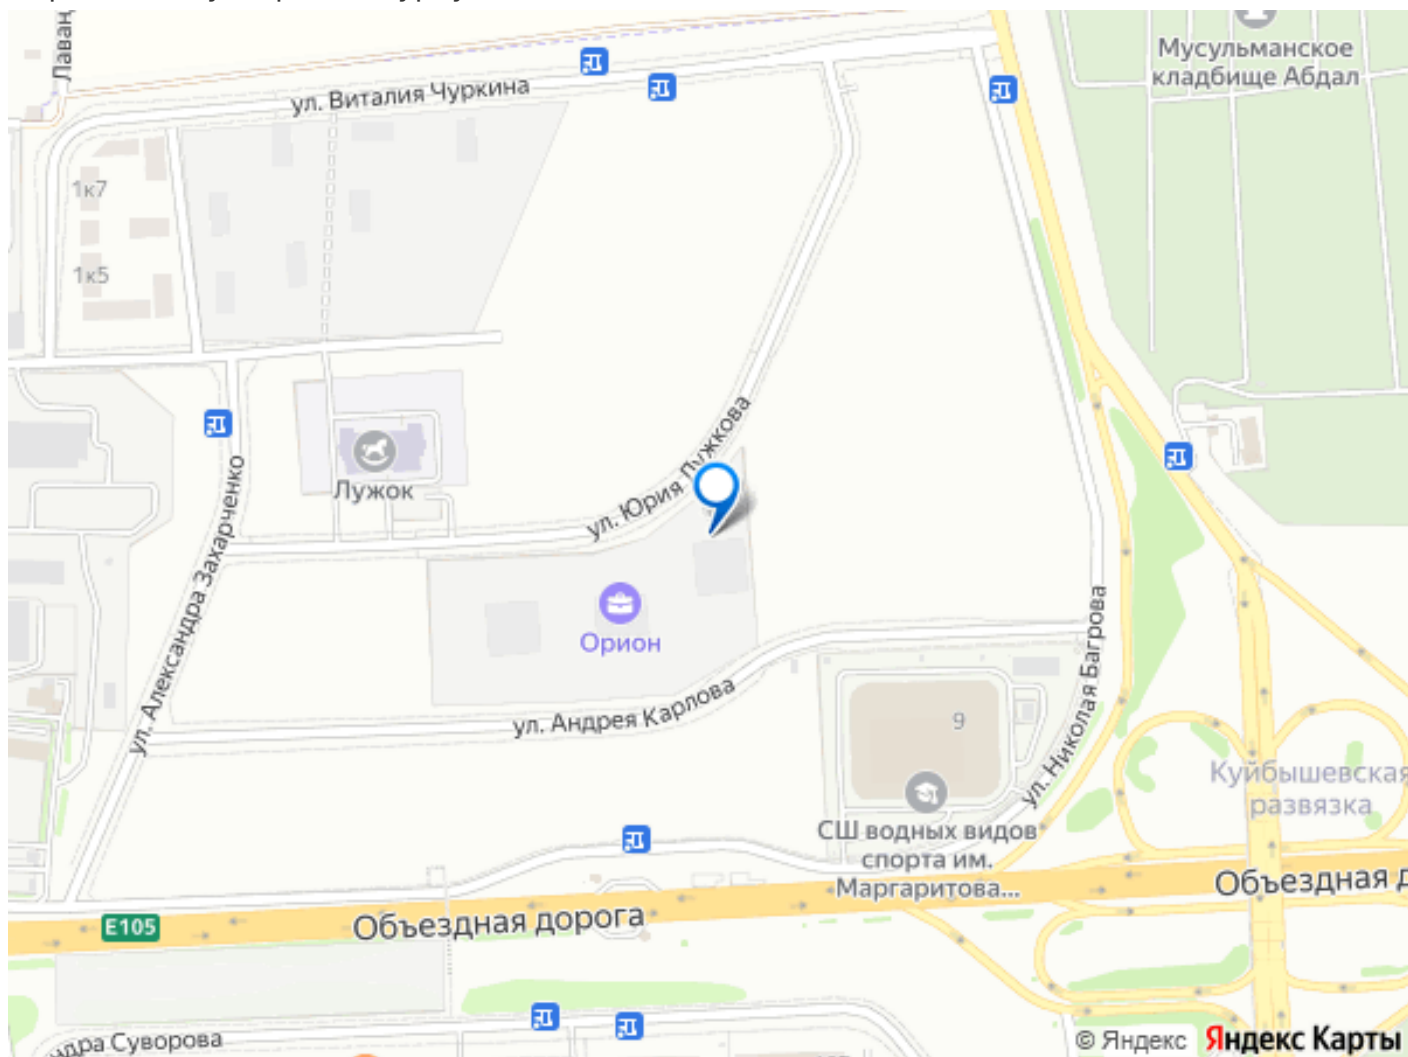 Лаван
Мусульманское
кладбище Абдал
ул. Виталия Чуркина
1к7
1к5
Лужок
ул. Юрия Лужкова
ул. Александра Захарченко
Орион
ул. Андрея Карлова
9
ул. Николая Багрова
Куйбышевская
развязка
СШ водных видов
спорта им.
Маргаритова...
Объездная д
E105
Объездная дорога
ндра Суворова
© Яндекс
Яндекс Карты